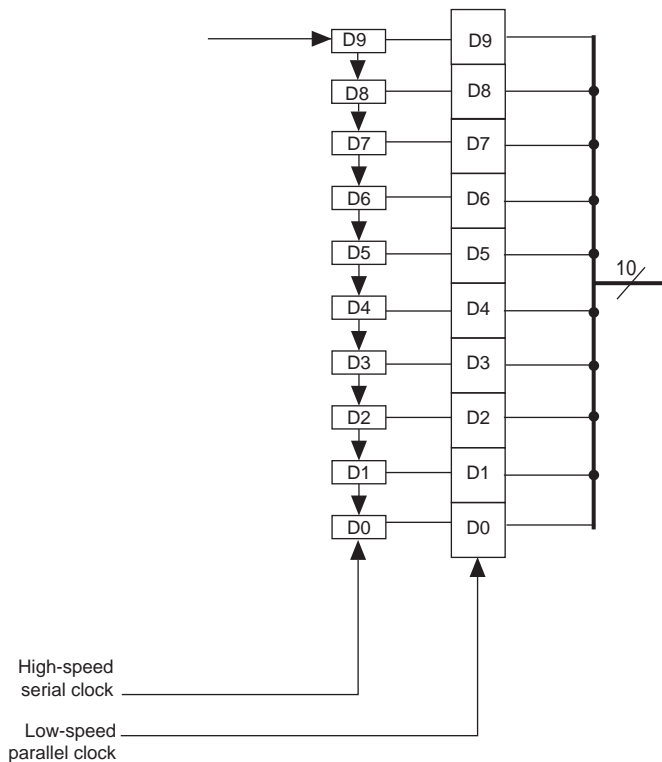 D9 D9
D8 D8
D7 D7
D6 D6
D5 D5
10
D4 D4
D3 D3
D2 D2
D1 D1
D0 D0
High-speed
serial clock
Low-speed
parallel clock